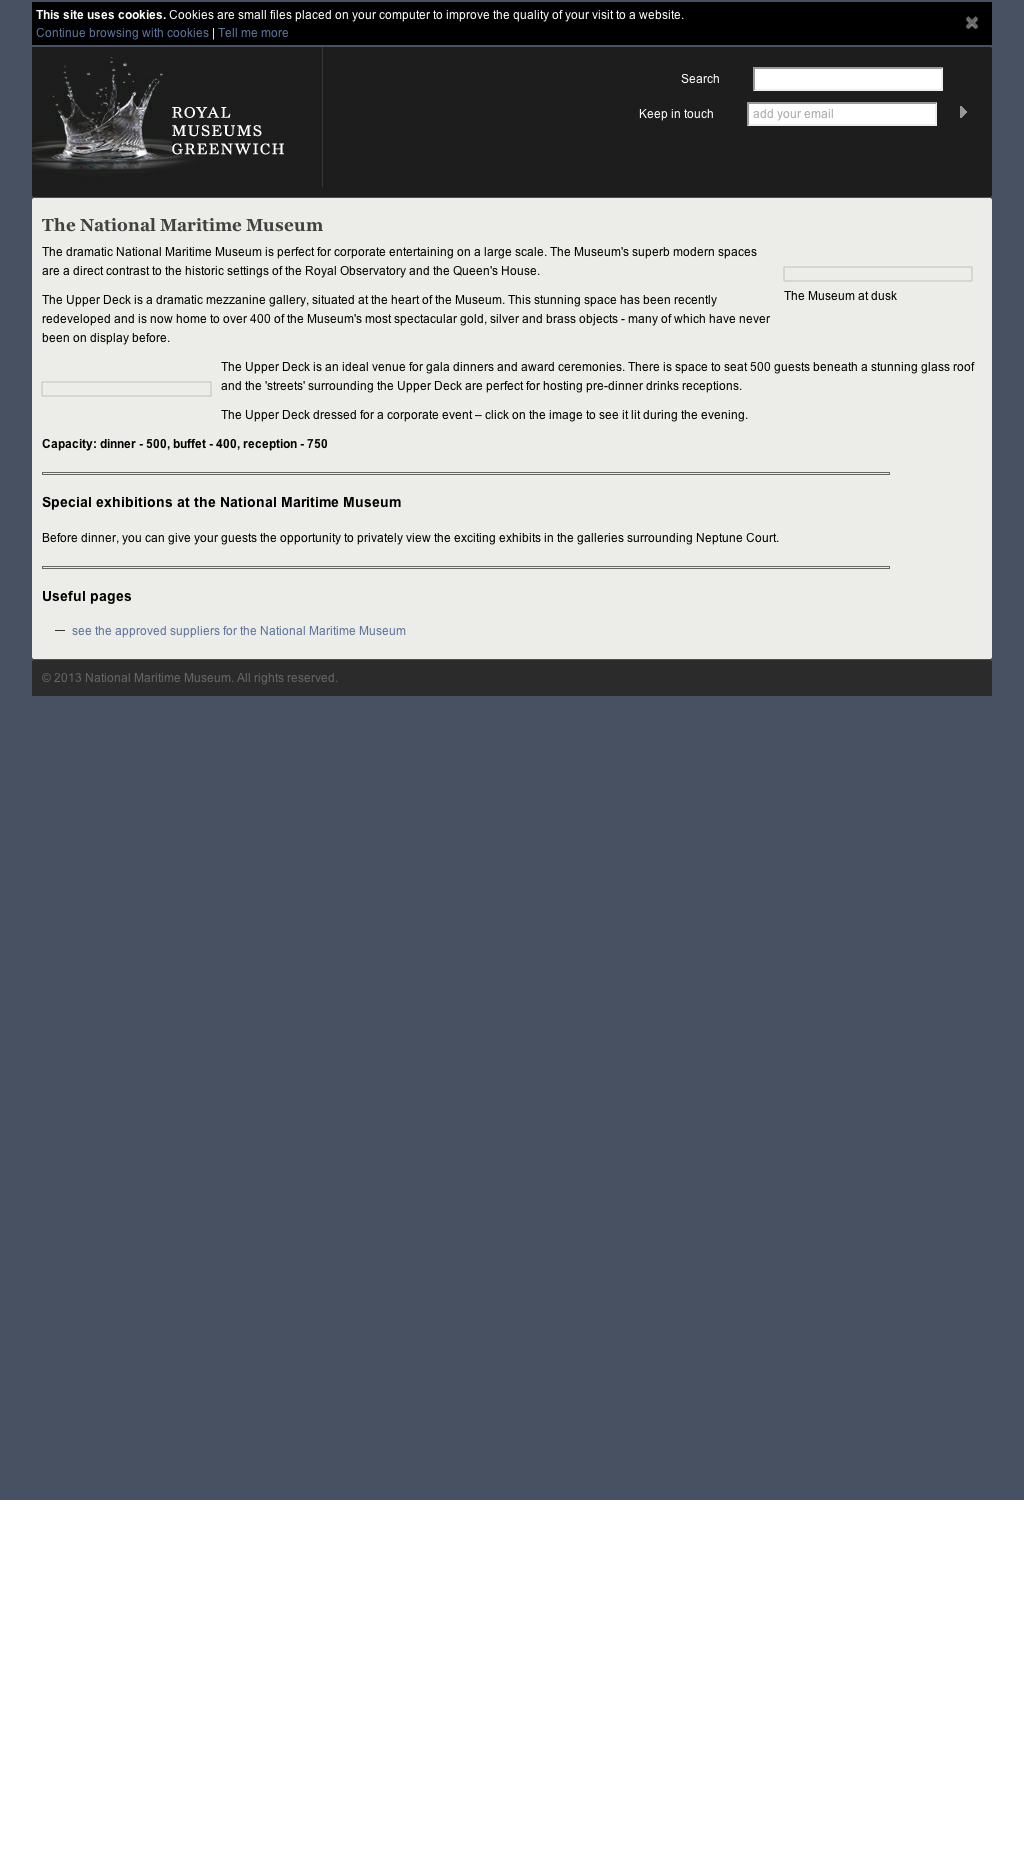 This site uses cookies. Cookies are small files placed on your computer to improve the quality of your visit to a website.
Continue browsing with cookies | Tell me more
ROYAL
MUSEUMS
GREENWICH
Search
Keep in touch
add your email
The National Maritime Museum
The dramatic National Maritime Museum is perfect for corporate entertaining on a large scale. The Museum's superb modern spaces
are a direct contrast to the historic settings of the Royal Observatory and the Queen's House.
The Museum at dusk
The Upper Deck is a dramatic mezzanine gallery, situated at the heart of the Museum. This stunning space has been recently
redeveloped and is now home to over 400 of the Museum's most spectacular gold, silver and brass objects - many of which have never
been on display before.
The Upper Deck is an ideal venue for gala dinners and award ceremonies. There is space to seat 500 guests beneath a stunning glass roof
and the 'streets' surrounding the Upper Deck are perfect for hosting pre-dinner drinks receptions.
The Upper Deck dressed for a corporate event – click on the image to see it lit during the evening.
Capacity: dinner - 500, buffet - 400, reception - 750
Special exhibitions at the National Maritime Museum
Before dinner, you can give your guests the opportunity to privately view the exciting exhibits in the galleries surrounding Neptune Court.
Useful pages
— see the approved suppliers for the National Maritime Museum
© 2013 National Maritime Museum. All rights reserved.